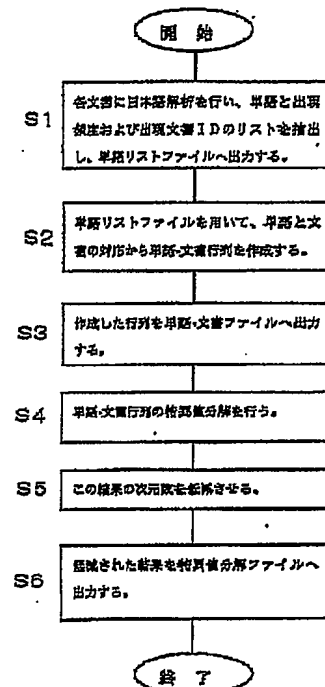 開始
S1
各文書に日本語解析を行い、単語と出現
頻度および出現文書IDのリストを抽出
し、単語リストファイルへ出力する。
S2
単語リストファイルを用いて、単語と文
書の対応から単語-文書行列を作成する。
S3
作成した行列を単語-文書ファイルへ出力
する。
S4
単語-文書行列の特異値分解を行う。
S5
この結果の次元数を低減させる。
S6
低減された結果を特異値分解ファイルへ
出力する。
終了